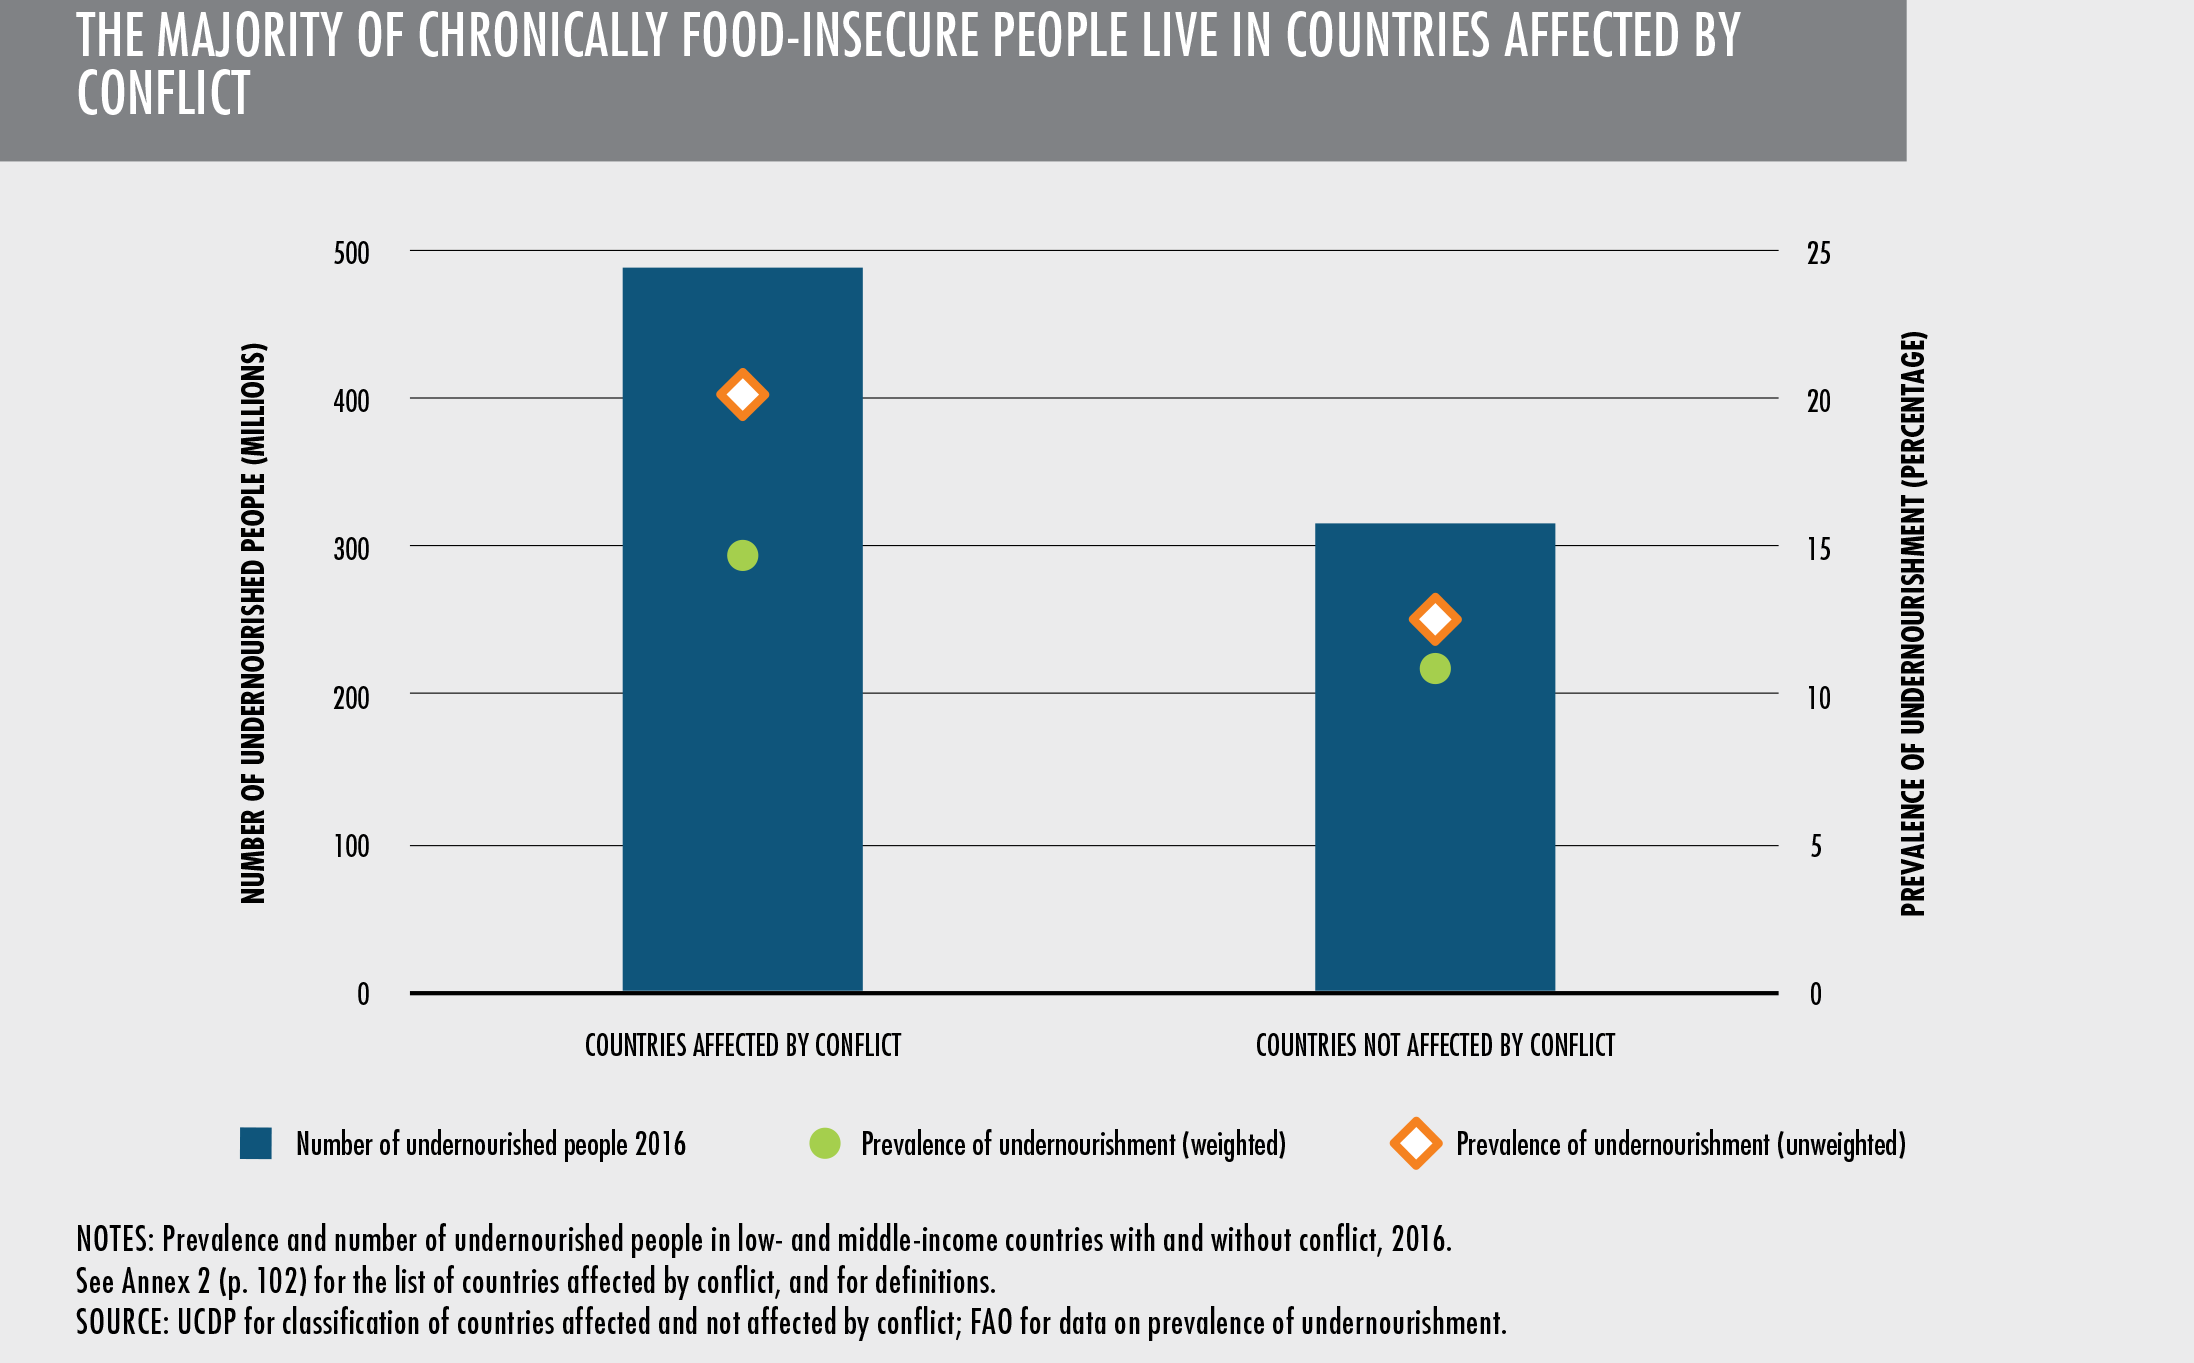 THE MAJORITY OF CHRONICALLY FOOD-INSECURE PEOPLE LIVE IN COUNTRIES AFFECTED BY
CONFLICT
NUMBER OF UNDERNOURISHED PEOPLE (MILLIONS)
500
400
300
200
100
0
25
20
15
10
5
0
PREVALENCE OF UNDERNOURISHMENT (PERCENTAGE)
COUNTRIES AFFECTED BY CONFLICT
COUNTRIES NOT AFFECTED BY CONFLICT
Number of undernourished people 2016
Prevalence of undernourishment (weighted)
Prevalence of undernourishment (unweighted)
NOTES: Prevalence and number of undernourished people in low- and middle-income countries with and without conflict, 2016.
See Annex 2 (p. 102) for the list of countries affected by conflict, and for definitions.
SOURCE: UCDP for classification of countries affected and not affected by conflict; FAO for data on prevalence of undernourishment.